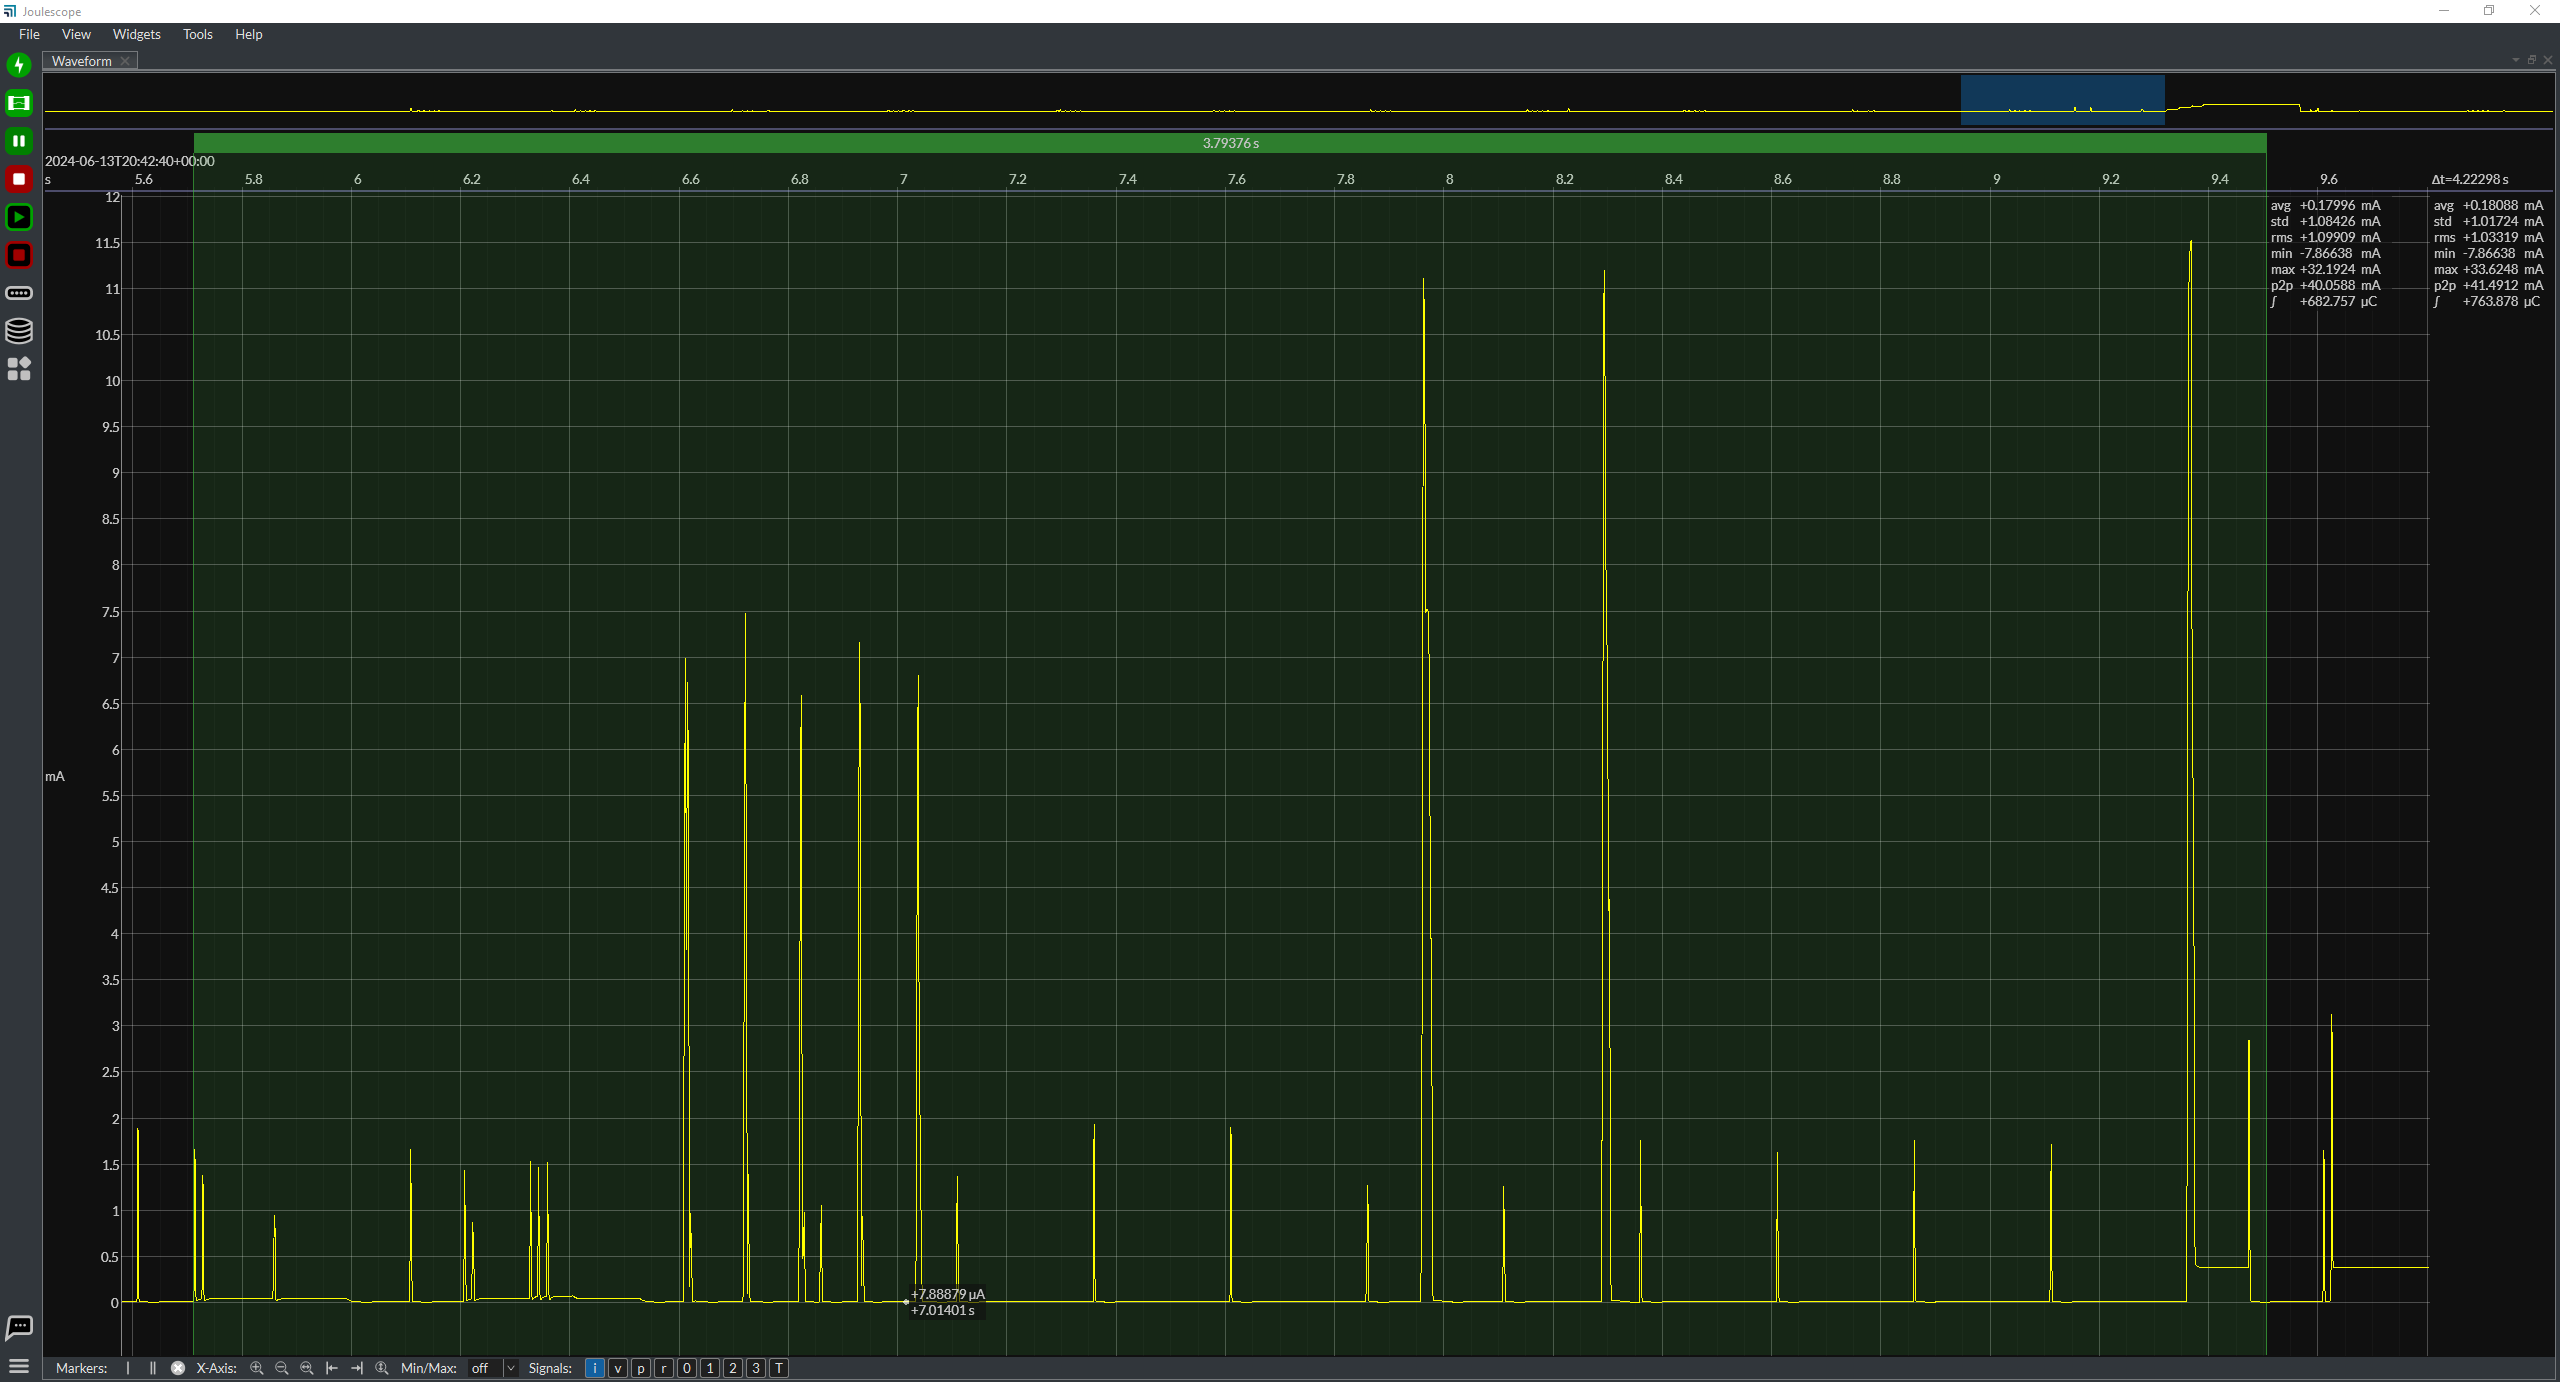 Joulescope
File View Widgets Tools Help
Waveform
3.79376 s
2024-06-13T20:42:40+00:00
s 5.6 5.8 6 6.2 6.4 6.6 6.8 7 7.2 7.4 7.6 7.8 8 8.2 8.4 8.6 8.8 9 9.2 9.4 9.6 Δt=4.22298 s
12
11.5
11
10.5
10
9.5
9
8.5
8
7.5
7
6.5
6
mA
5.5
5
4.5
4
3.5
3
2.5
2
1.5
1
0.5
0
avg +0.17996 mA
std +1.08426 mA
rms +1.09909 mA
min -7.86638 mA
max +32.1924 mA
p2p +40.0588 mA
∫ +682.757 µC
avg +0.18088 mA
std +1.01724 mA
rms +1.03319 mA
min -7.86638 mA
max +33.6248 mA
p2p +41.4912 mA
∫ +763.878 µC
+7.88879 µA
+7.01401 s
Markers: X-Axis: Min/Max: off Signals: i v p r 0 1 2 3 T